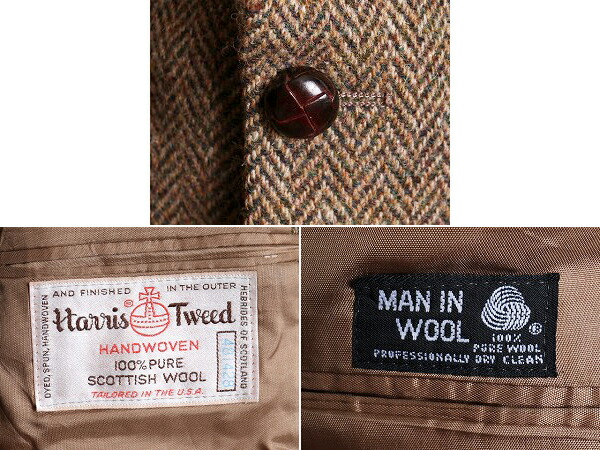 DYED, SPUN, HANDWOVEN
AND FINISHED IN THE OUTER
HEBRIDES OF SCOTLAND
Harris® Tweed
HANDWOVEN
100% PURE
SCOTTISH WOOL
TAILORED IN THE U.S.A.
MAN IN
WOOL
®
100%
PURE WOOL
PROFESSIONALLY DRY CLEAN